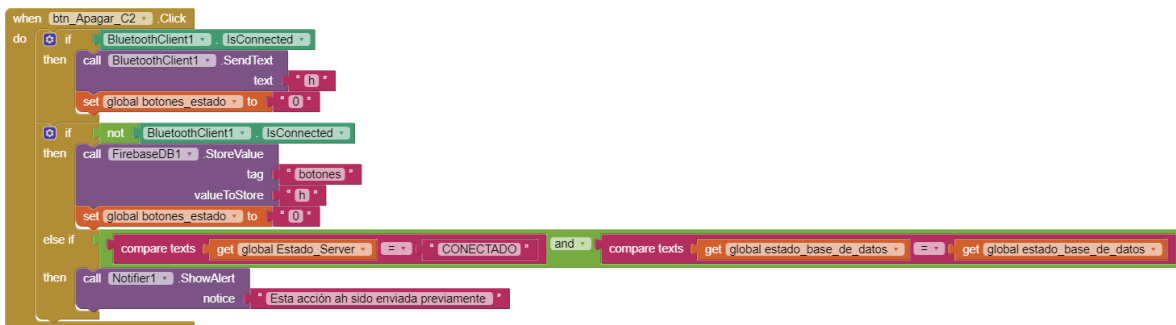 when btn_Apagar_C2 .Click
do if BluetoothClient1 . IsConnected
then call BluetoothClient1 .SendText
text " h "
set global botones_estado to " 0 "
if not BluetoothClient1 . IsConnected
then call FirebaseDB1 .StoreValue
tag " botones "
valueToStore " h "
set global botones_estado to " 0 "
else if compare texts get global Estado_Server = " CONECTADO " and compare texts get global estado_base_de_datos = get global estado_base_de_datos
then call Notifier1 .ShowAlert
notice " Esta acción ah sido enviada previamente "